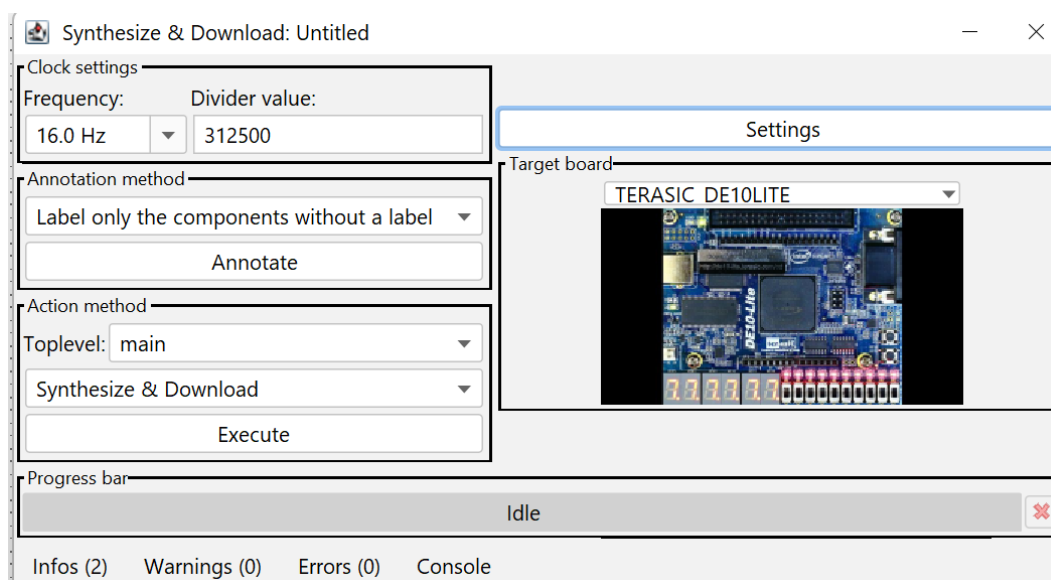 Synthesize & Download: Untitled
Clock settings
Frequency: Divider value:
16.0 Hz 312500
Settings
Annotation method
Label only the components without a label
Annotate
Target board
TERASIC_DE10LITE
DE10-Lite
Action method
Toplevel: main
Synthesize & Download
Execute
Progress bar
Idle
Infos (2) Warnings (0) Errors (0) Console